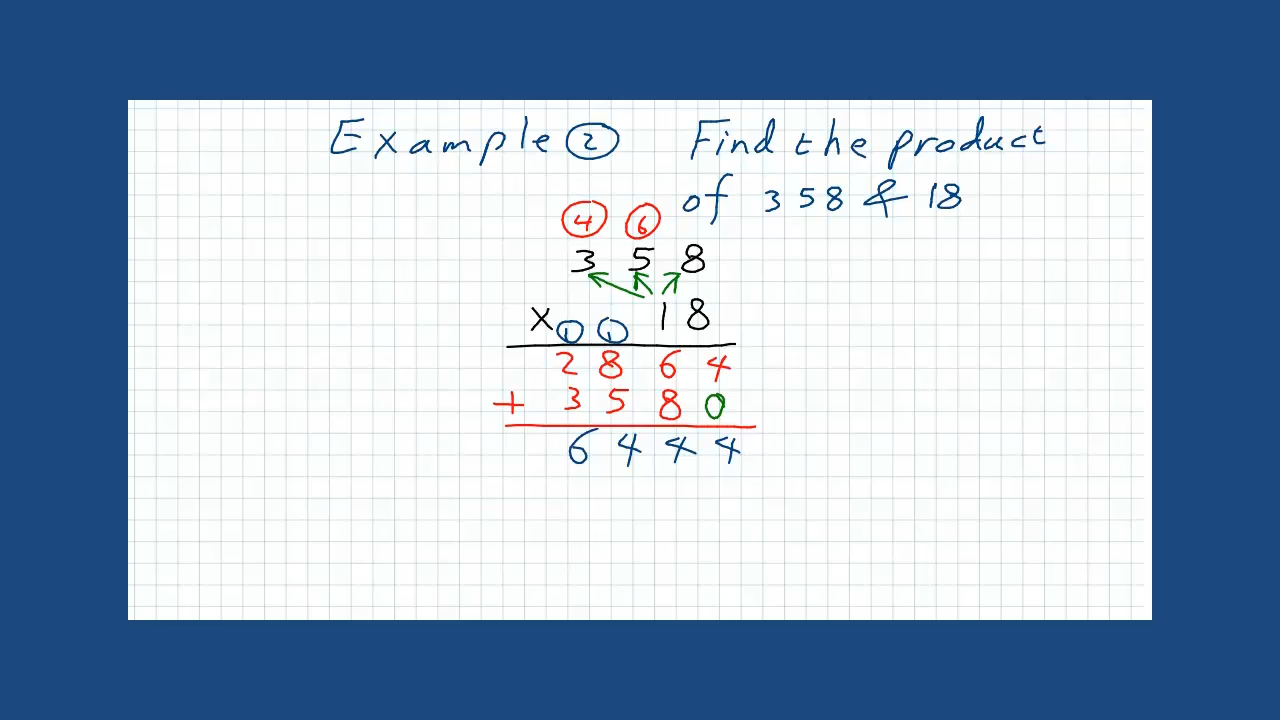 Example ② Find the product
of 358 & 18
④ ⑥
3 5 8
x 1 8
① ①
2 8 6 4
+ 3 5 8 0
6 4 4 4